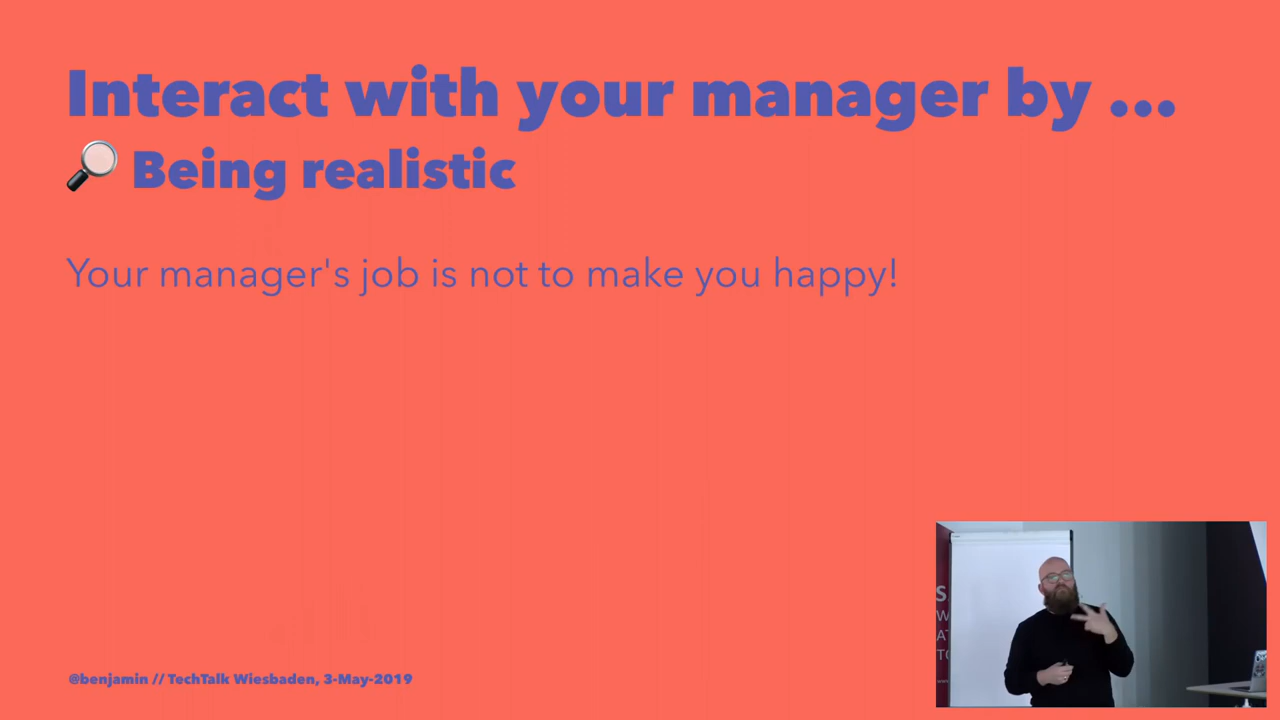 Interact with your manager by ...
🔎 Being realistic
Your manager's job is not to make you happy!
@benjamin // TechTalk Wiesbaden, 3-May-2019